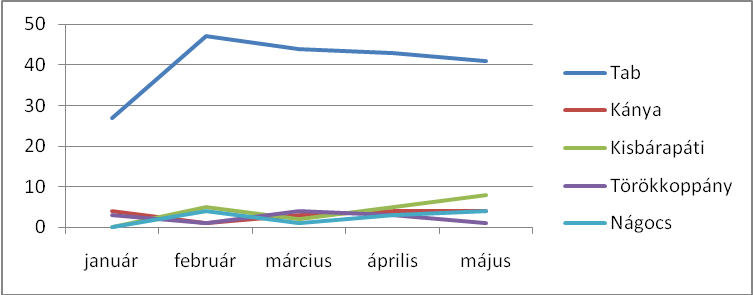 50
40
30
20
10
0
január február március április május
Tab
Kánya
Kisbárapáti
Törökkoppány
Nágocs